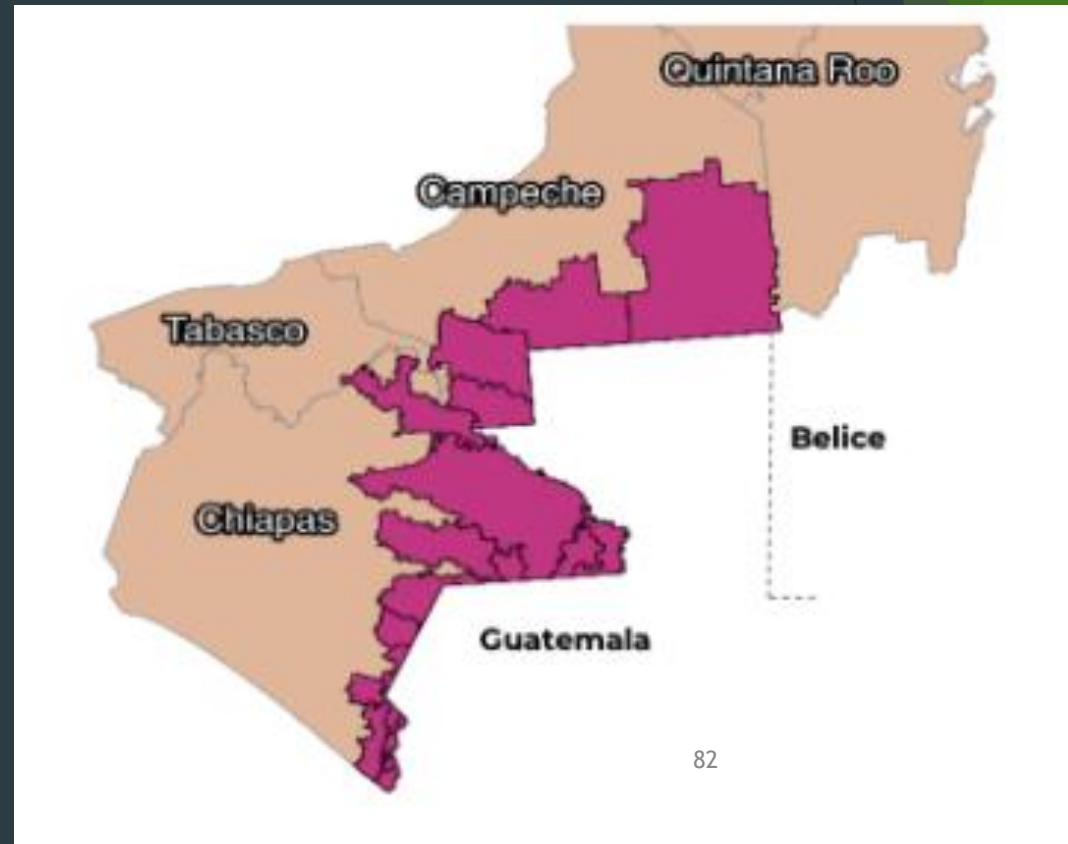 Quintana Roo
Campeche
Tabasco
Belice
Chiapas
Guatemala
82